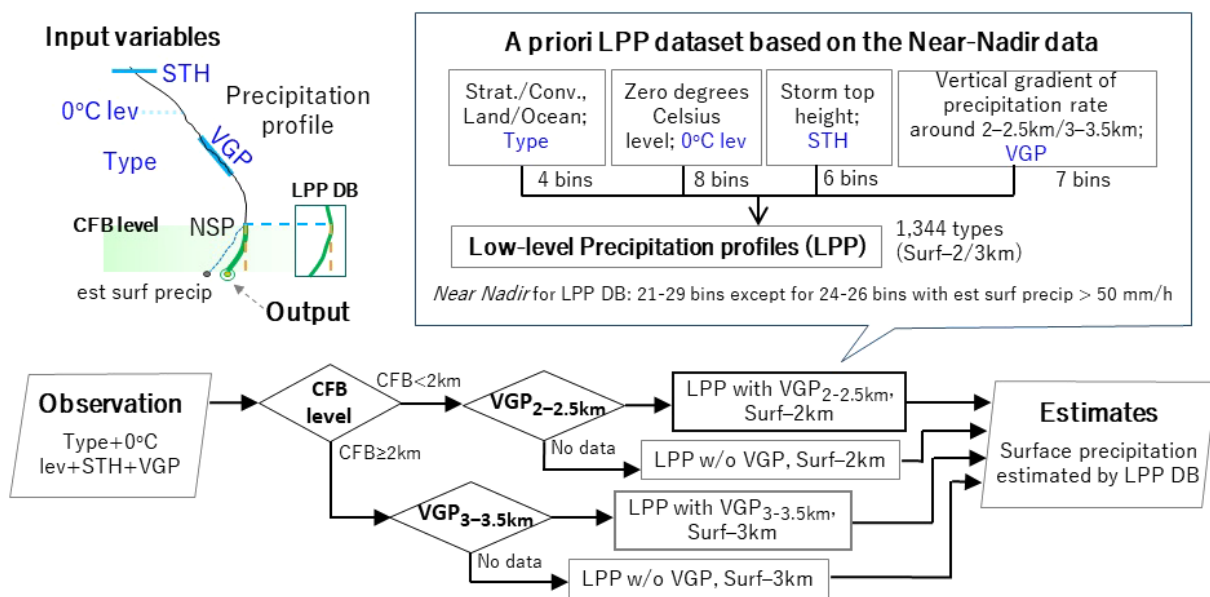 Input variables
STH
0°C lev
Precipitation
profile
Type
VGP
LPP DB
CFB level
NSP
est surf precip
Output
A priori LPP dataset based on the Near-Nadir data
Strat./Conv.,
Land/Ocean;
Type
Zero degrees
Celsius
level; 0°C lev
Storm top
height;
STH
Vertical gradient of
precipitation rate
around 2–2.5km/3–3.5km;
VGP
4 bins
8 bins
6 bins
7 bins
Low-level Precipitation profiles (LPP)
1,344 types
(Surf–2/3km)
Near Nadir for LPP DB: 21-29 bins except for 24-26 bins with est surf precip > 50 mm/h
Observation
Type+0°C
lev+STH+VGP
CFB
level
CFB<2km
CFB≥2km
VGP2–2.5km
No data
LPP with VGP2-2.5km,
Surf–2km
LPP w/o VGP, Surf–2km
VGP3–3.5km
No data
LPP with VGP3-3.5km,
Surf–3km
LPP w/o VGP, Surf–3km
Estimates
Surface precipitation
estimated by LPP DB